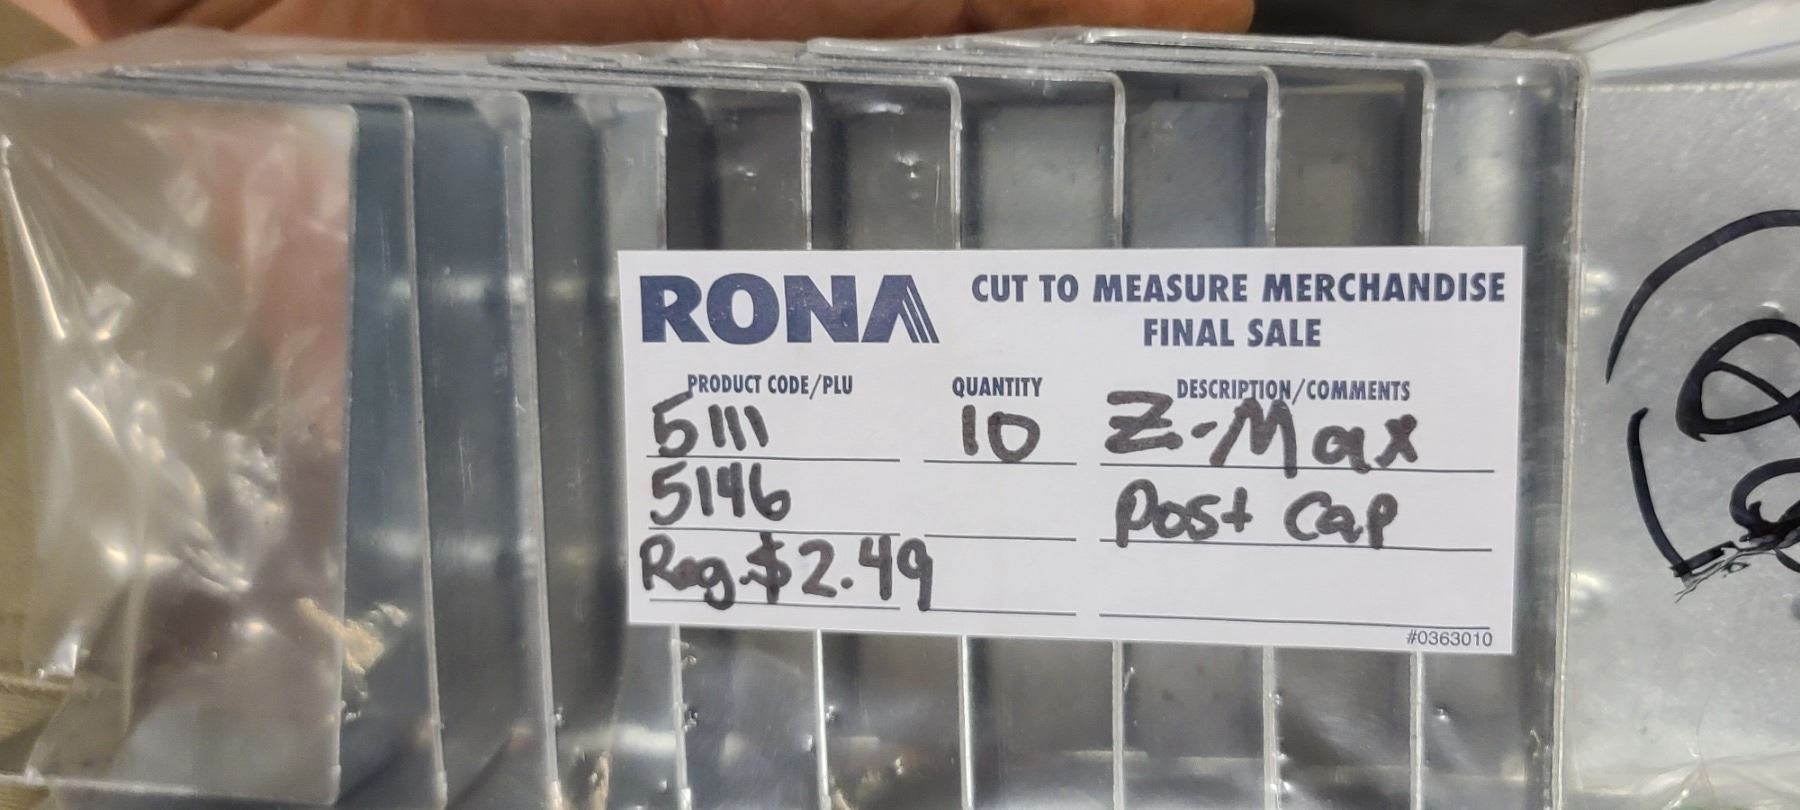 RONA
CUT TO MEASURE MERCHANDISE
FINAL SALE
PRODUCT CODE/PLU QUANTITY DESCRIPTION/COMMENTS
5111 10 Z-Max
5146 Post Cap
Reg. $2.49
#0363010